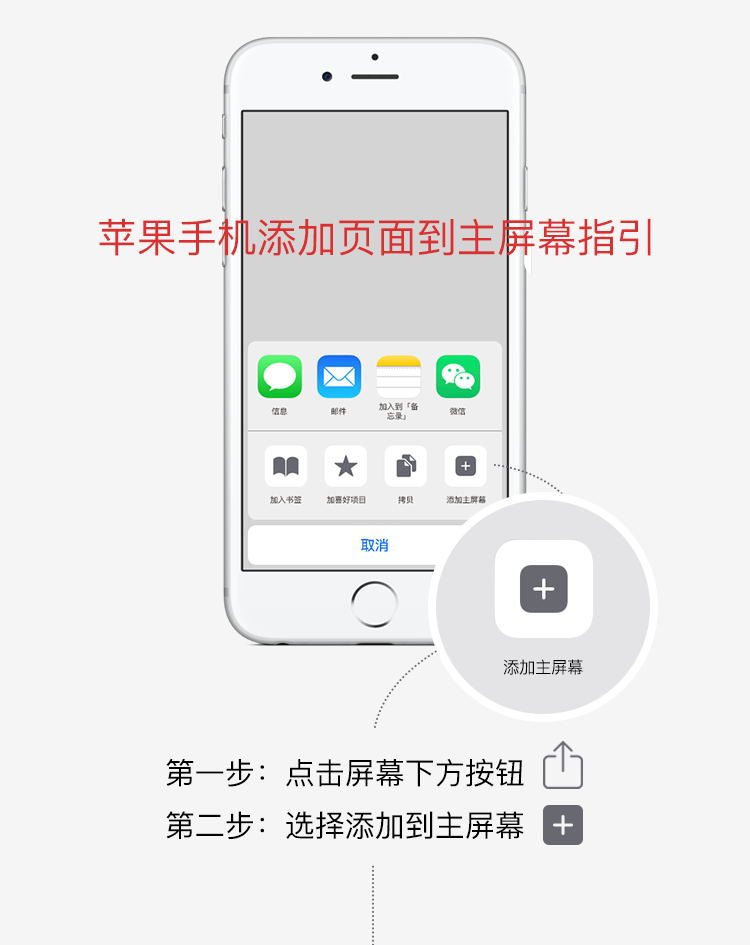 苹果手机添加页面到主屏幕指引
信息
邮件
加入到「备
忘录」
微信
加入书签
加喜好项目
拷贝
添加主屏幕
取消
添加主屏幕
第一步：点击屏幕下方按钮
第二步：选择添加到主屏幕